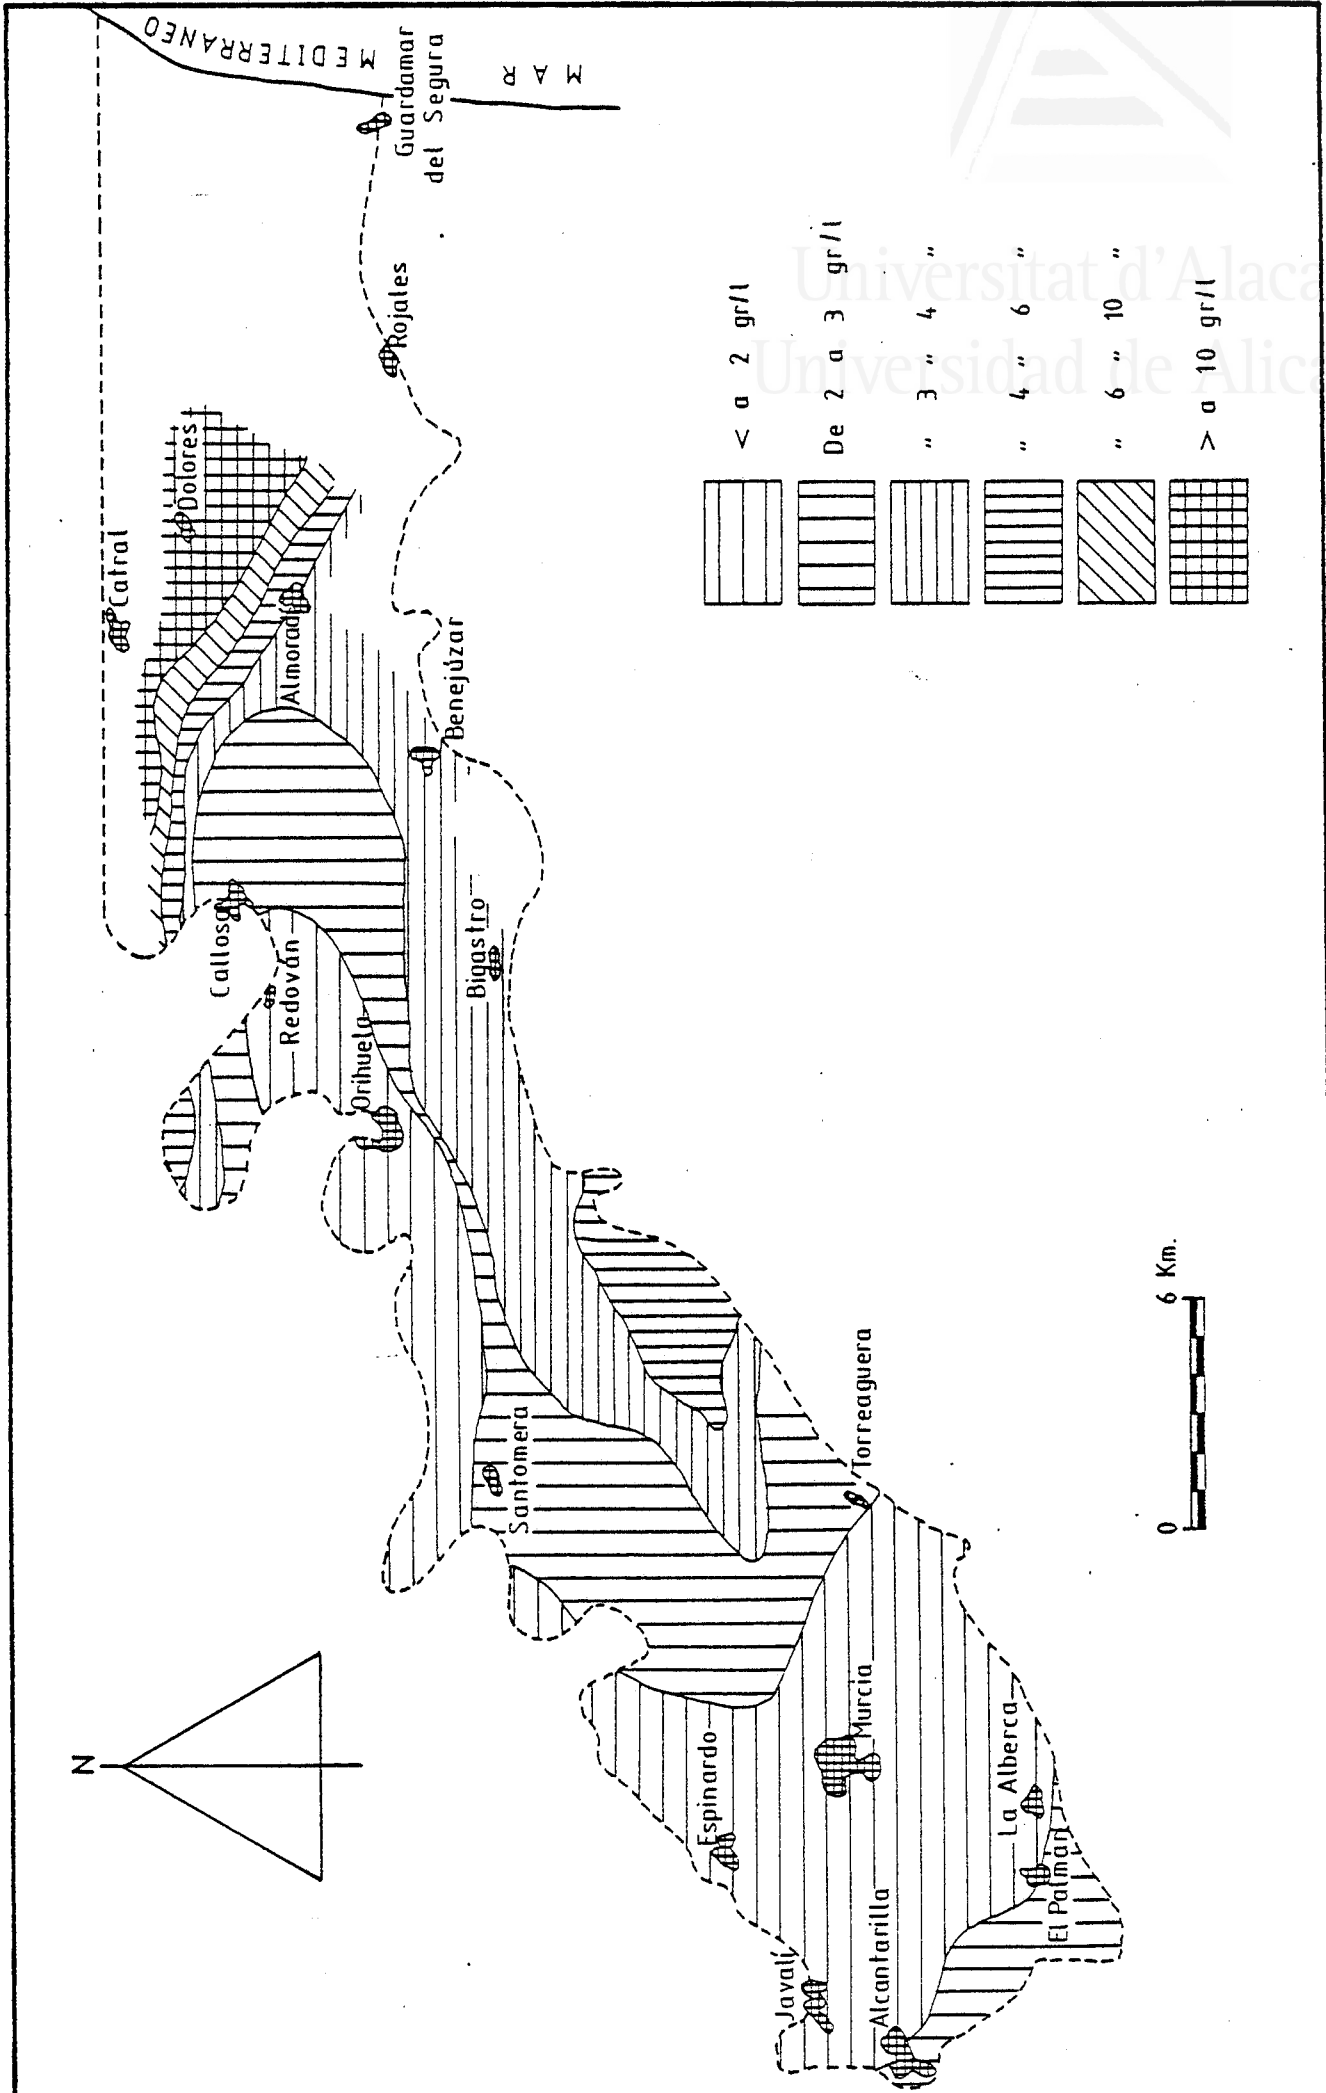 N
MAR
MEDITERRANEO
Catral
Dolores
Almorad
Callosa
Redován
Orihuela
Benejúzar
Bigastro
Rojales
Guardamar
del Segura
Santomera
Torreaguera
Espinardo
Murcia
La Alberca
El Palmar
Javalí
Alcantarilla
< a 2 gr/l
De 2 a 3 gr/l
" 3 " 4 "
" 4 " 6 "
" 6 " 10 "
> a 10 gr/l
0 6 Km.
Universitat d'Alaca
Universidad de Alica